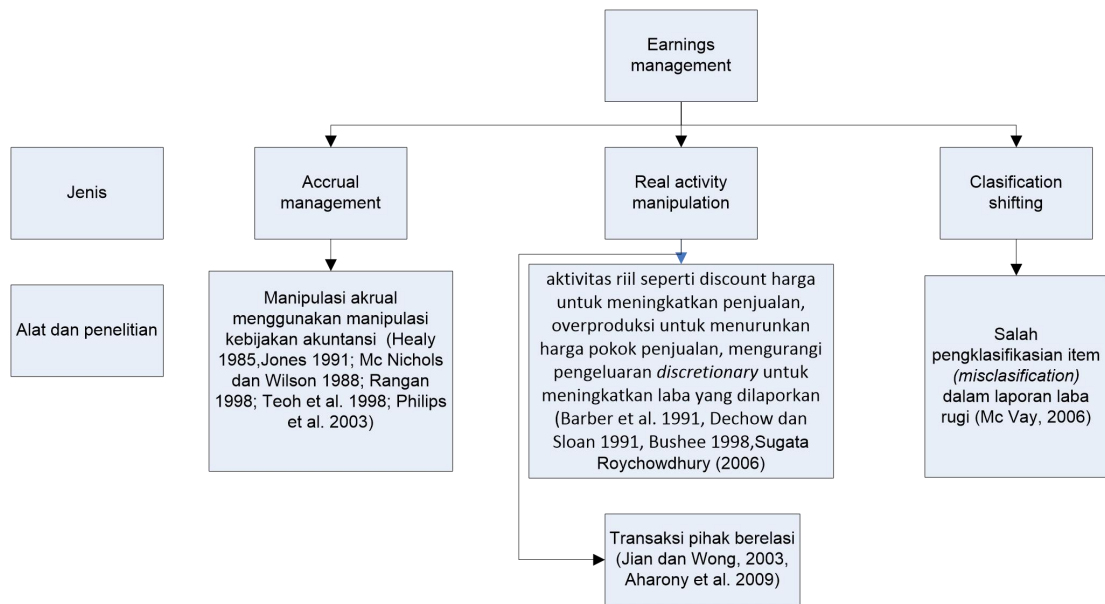 Earnings
management
Jenis
Accrual
management
Real activity
manipulation
Clasification
shifting
Alat dan penelitian
Manipulasi akrual
menggunakan manipulasi
kebijakan akuntansi (Healy
1985,Jones 1991; Mc Nichols
dan Wilson 1988; Rangan
1998; Teoh et al. 1998; Philips
et al. 2003)
aktivitas riil seperti discount harga
untuk meningkatkan penjualan,
overproduksi untuk menurunkan
harga pokok penjualan, mengurangi
pengeluaran discretionary untuk
meningkatkan laba yang dilaporkan
(Barber et al. 1991, Dechow dan
Sloan 1991, Bushee 1998,Sugata
Roychowdhury (2006)
Salah
pengklasifikasian item
(misclasification)
dalam laporan laba
rugi (Mc Vay, 2006)
Transaksi pihak berelasi
(Jian dan Wong, 2003,
Aharony et al. 2009)